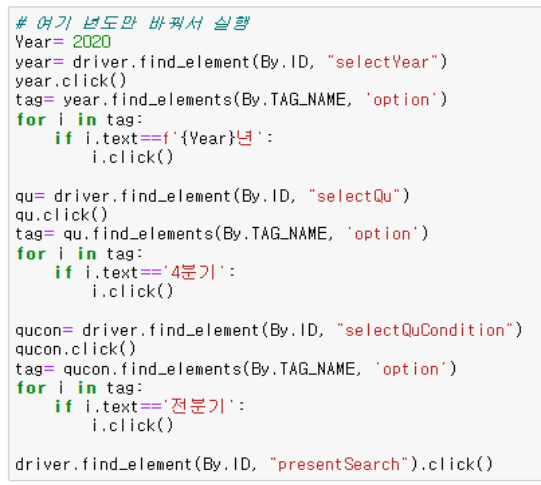 # 여기 년도만 바꿔서 실행
Year= 2020
year= driver.find_element(By.ID, "selectYear")
year.click()
tag= year.find_elements(By.TAG_NAME, 'option')
for i in tag:
    if i.text==f'{Year}년':
        i.click()

qu= driver.find_element(By.ID, "selectQu")
qu.click()
tag= qu.find_elements(By.TAG_NAME, 'option')
for i in tag:
    if i.text=='4분기':
        i.click()

qucon= driver.find_element(By.ID, "selectQuCondition")
qucon.click()
tag= qucon.find_elements(By.TAG_NAME, 'option')
for i in tag:
    if i.text=='전분기':
        i.click()

driver.find_element(By.ID, "presentSearch").click()